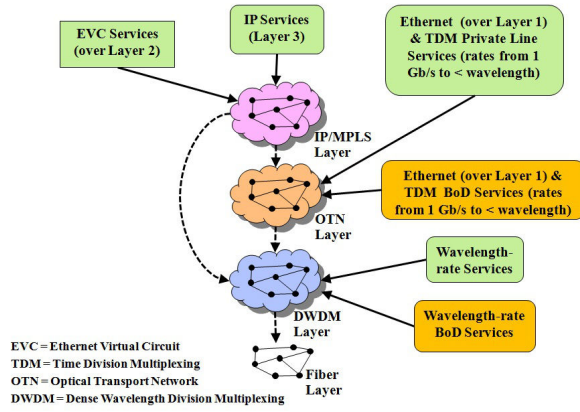 EVC Services
(over Layer 2)
IP Services
(Layer 3)
Ethernet (over Layer 1)
& TDM Private Line
Services (rates from 1
Gb/s to < wavelength)
IP/MPLS
Layer
Ethernet (over Layer 1) &
TDM BoD Services (rates
from 1 Gb/s to < wavelength)
OTN
Layer
Wavelength-
rate Services
Wavelength-rate
BoD Services
DWDM
Layer
Fiber
Layer
EVC = Ethernet Virtual Circuit
TDM = Time Division Multiplexing
OTN = Optical Transport Network
DWDM = Dense Wavelength Division Multiplexing